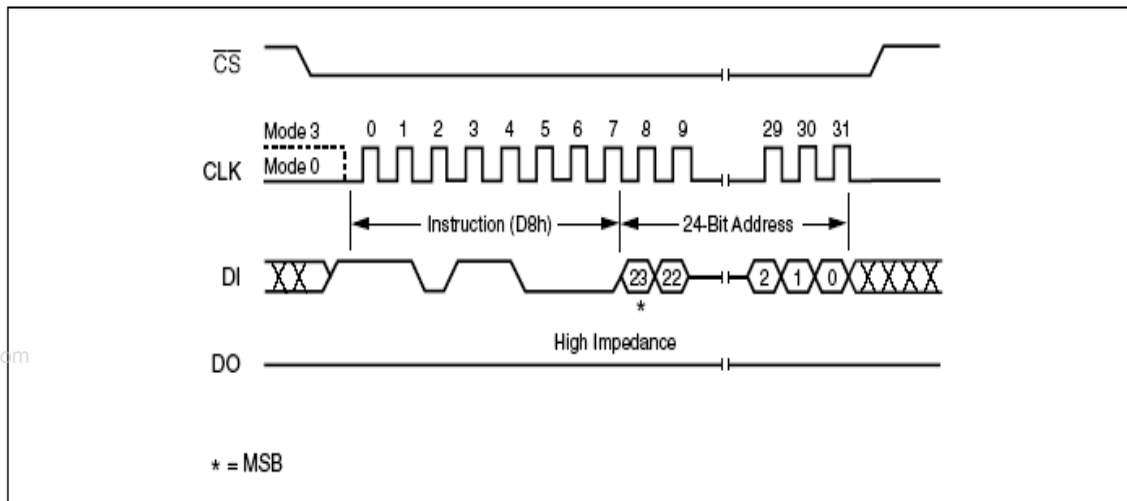 CS
Mode 3
0 1 2 3 4 5 6 7 8 9 29 30 31
CLK
Mode 0
Instruction (D8h)
24-Bit Address
DI
23 22 2 1 0
*
High Impedance
om
DO
* = MSB